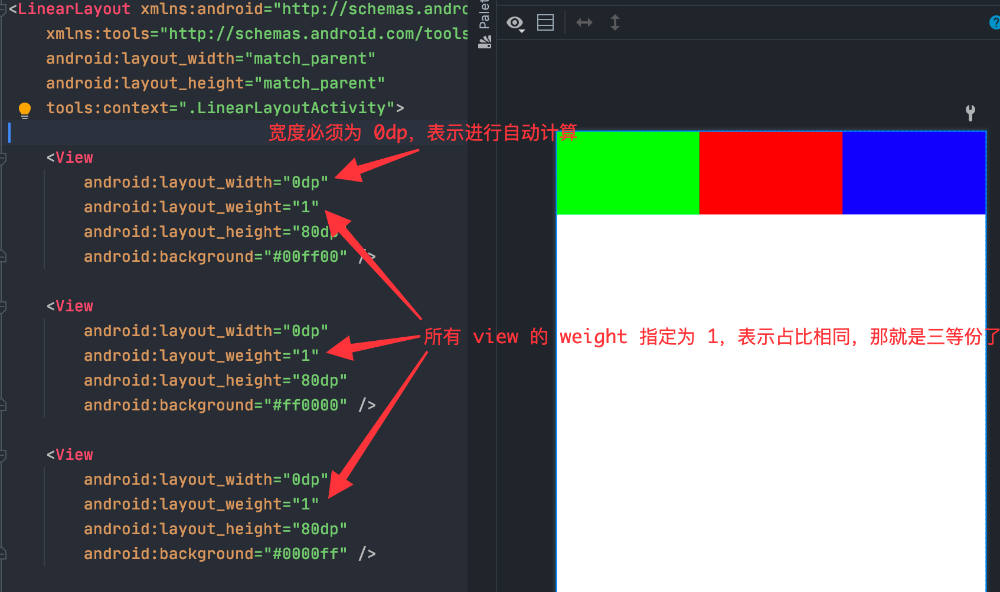 <LinearLayout xmlns:android="http://schemas.andro
xmlns:tools="http://schemas.android.com/tools
android:layout_width="match_parent"
android:layout_height="match_parent"
tools:context=".LinearLayoutActivity">
宽度必须为 0dp，表示进行自动计算
<View
android:layout_width="0dp"
android:layout_weight="1"
android:layout_height="80dp
android:background="#00ff00" />
<View
android:layout_width="0dp"
所有 view 的 weight 指定为 1，表示占比相同，那就是三等份了
android:layout_weight="1"
android:layout_height="80dp"
android:background="#ff0000" />
<View
android:layout_width="0dp"
android:layout_weight="1"
android:layout_height="80dp"
android:background="#0000ff" />
Palet
?